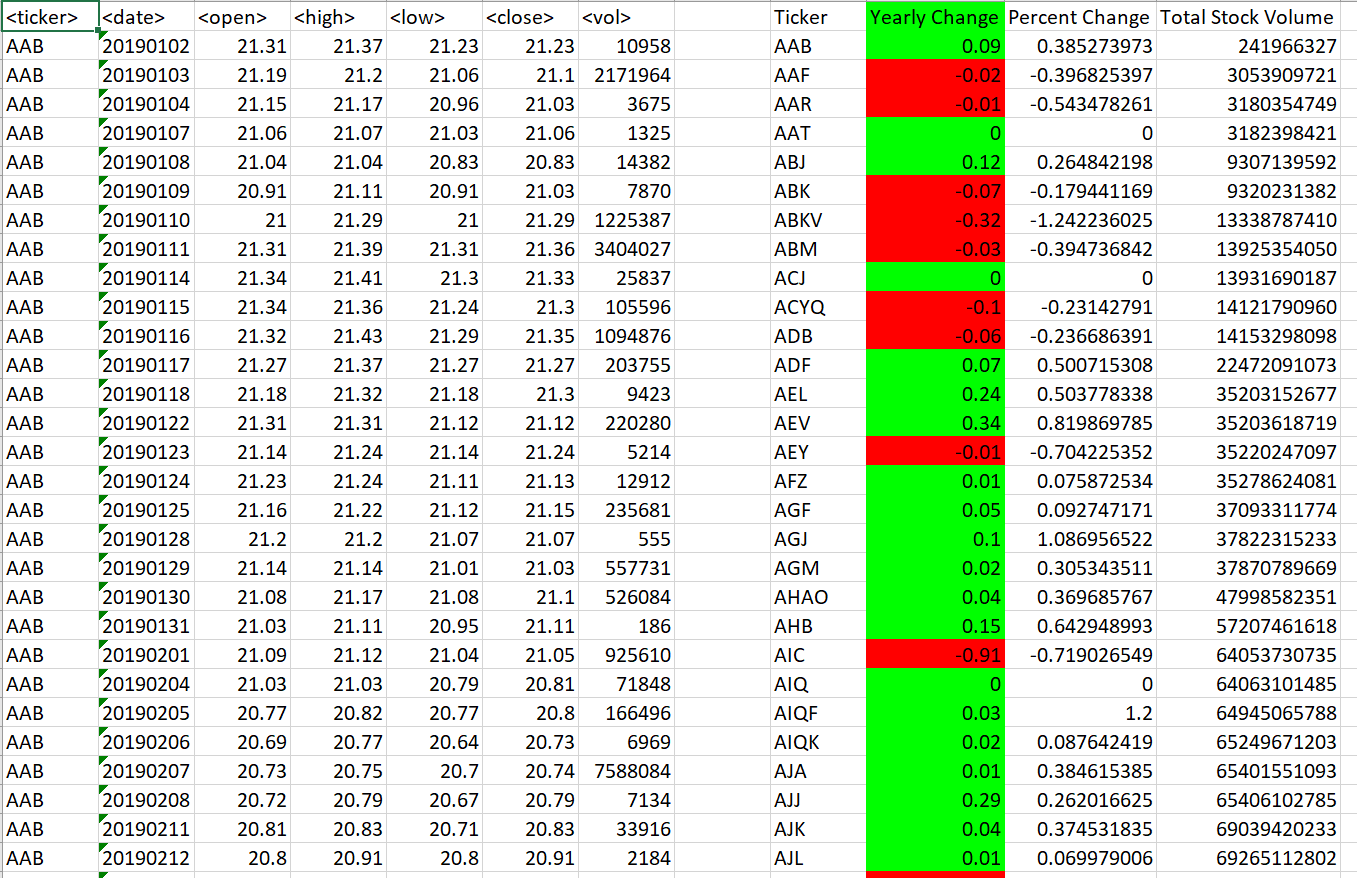 <ticker> <date> <open> <high> <low> <close> <vol> Ticker Yearly Change Percent Change Total Stock Volume
AAB 20190102 21.31 21.37 21.23 21.23 10958 AAB 0.09 0.385273973 241966327
AAB 20190103 21.19 21.2 21.06 21.1 2171964 AAF -0.02 -0.396825397 3053909721
AAB 20190104 21.15 21.17 20.96 21.03 3675 AAR -0.01 -0.543478261 3180354749
AAB 20190107 21.06 21.07 21.03 21.06 1325 AAT 0 0 3182398421
AAB 20190108 21.04 21.04 20.83 20.83 14382 ABJ 0.12 0.264842198 9307139592
AAB 20190109 20.91 21.11 20.91 21.03 7870 ABK -0.07 -0.179441169 9320231382
AAB 20190110 21 21.29 21 21.29 1225387 ABKV -0.32 -1.242236025 13338787410
AAB 20190111 21.31 21.39 21.31 21.36 3404027 ABM -0.03 -0.394736842 13925354050
AAB 20190114 21.34 21.41 21.3 21.33 25837 ACJ 0 0 13931690187
AAB 20190115 21.34 21.36 21.24 21.3 105596 ACYQ -0.1 -0.23142791 14121790960
AAB 20190116 21.32 21.43 21.29 21.35 1094876 ADB -0.06 -0.236686391 14153298098
AAB 20190117 21.27 21.37 21.27 21.27 203755 ADF 0.07 0.500715308 22472091073
AAB 20190118 21.18 21.32 21.18 21.3 9423 AEL 0.24 0.503778338 35203152677
AAB 20190122 21.31 21.31 21.12 21.12 220280 AEV 0.34 0.819869785 35203618719
AAB 20190123 21.14 21.24 21.14 21.24 5214 AEY -0.01 -0.704225352 35220247097
AAB 20190124 21.23 21.24 21.11 21.13 12912 AFZ 0.01 0.075872534 35278624081
AAB 20190125 21.16 21.22 21.12 21.15 235681 AGF 0.05 0.092747171 37093311774
AAB 20190128 21.2 21.2 21.07 21.07 555 AGJ 0.1 1.086956522 37822315233
AAB 20190129 21.14 21.14 21.01 21.03 557731 AGM 0.02 0.305343511 37870789669
AAB 20190130 21.08 21.17 21.08 21.1 526084 AHAO 0.04 0.369685767 47998582351
AAB 20190131 21.03 21.11 20.95 21.11 186 AHB 0.15 0.642948993 57207461618
AAB 20190201 21.09 21.12 21.04 21.05 925610 AIC -0.91 -0.719026549 64053730735
AAB 20190204 21.03 21.03 20.79 20.81 71848 AIQ 0 0 64063101485
AAB 20190205 20.77 20.82 20.77 20.8 166496 AIQF 0.03 1.2 64945065788
AAB 20190206 20.69 20.77 20.64 20.73 6969 AIQK 0.02 0.087642419 65249671203
AAB 20190207 20.73 20.75 20.7 20.74 7588084 AJA 0.01 0.384615385 65401551093
AAB 20190208 20.72 20.79 20.67 20.79 7134 AJJ 0.29 0.262016625 65406102785
AAB 20190211 20.81 20.83 20.71 20.83 33916 AJK 0.04 0.374531835 69039420233
AAB 20190212 20.8 20.91 20.8 20.91 2184 AJL 0.01 0.069979006 69265112802